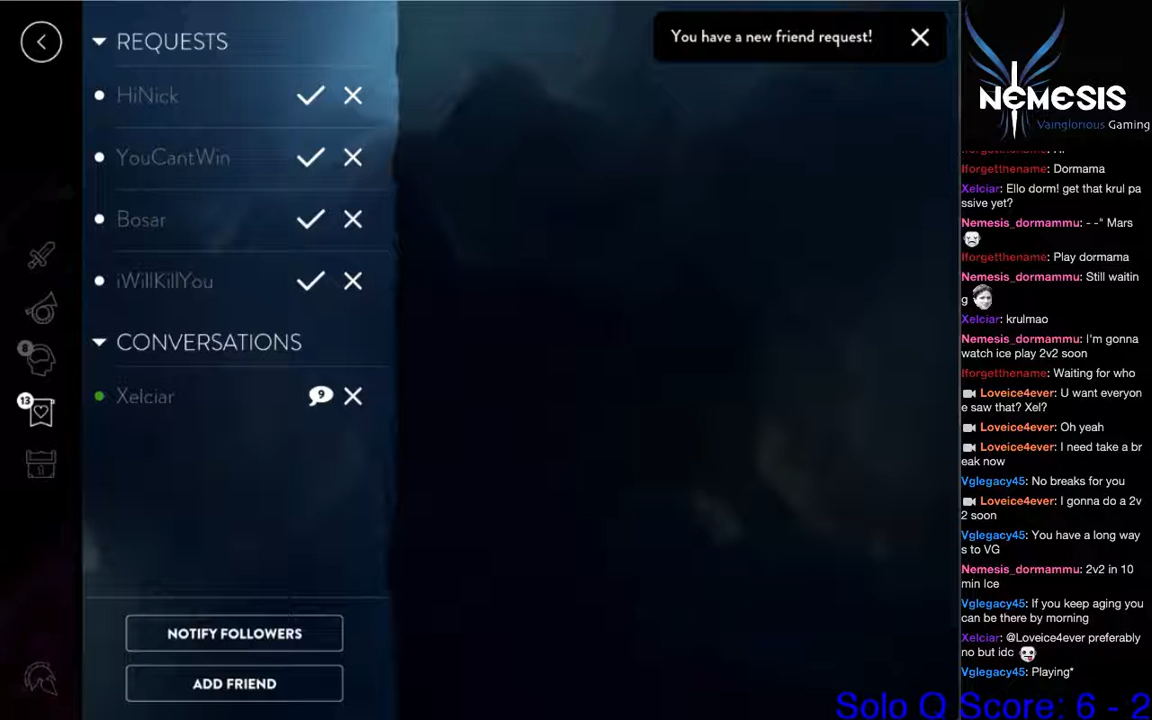 REQUESTS
You have a new friend request!
HiNick
YouCantWin
Bosar
iWillKillYou
CONVERSATIONS
Xelciar
9
8
13
NOTIFY FOLLOWERS
ADD FRIEND
NEMESIS
Vainglorious Gaming
Iforgetthename: Hi
Iforgetthename: Dormama
Xelciar: Ello dorm! get that krul pa
ssive yet?
Nemesis_dormammu: - -" Mars
Iforgetthename: Play dormama
Nemesis_dormammu: Still waitin
g
Xelciar: krulmao
Nemesis_dormammu: I'm gonna
watch ice play 2v2 soon
Iforgetthename: Waiting for who
Loveice4ever: U want everyon
e saw that? Xel?
Loveice4ever: Oh yeah
Loveice4ever: I need take a br
eak now
Vglegacy45: No breaks for you
Loveice4ever: I gonna do a 2v
2 soon
Vglegacy45: You have a long way
s to VG
Nemesis_dormammu: 2v2 in 10
min Ice
Vglegacy45: If you keep aging you
can be there by morning
Xelciar: @Loveice4ever preferably
no but idc
Vglegacy45: Playing*
Solo Q Score: 6 - 2